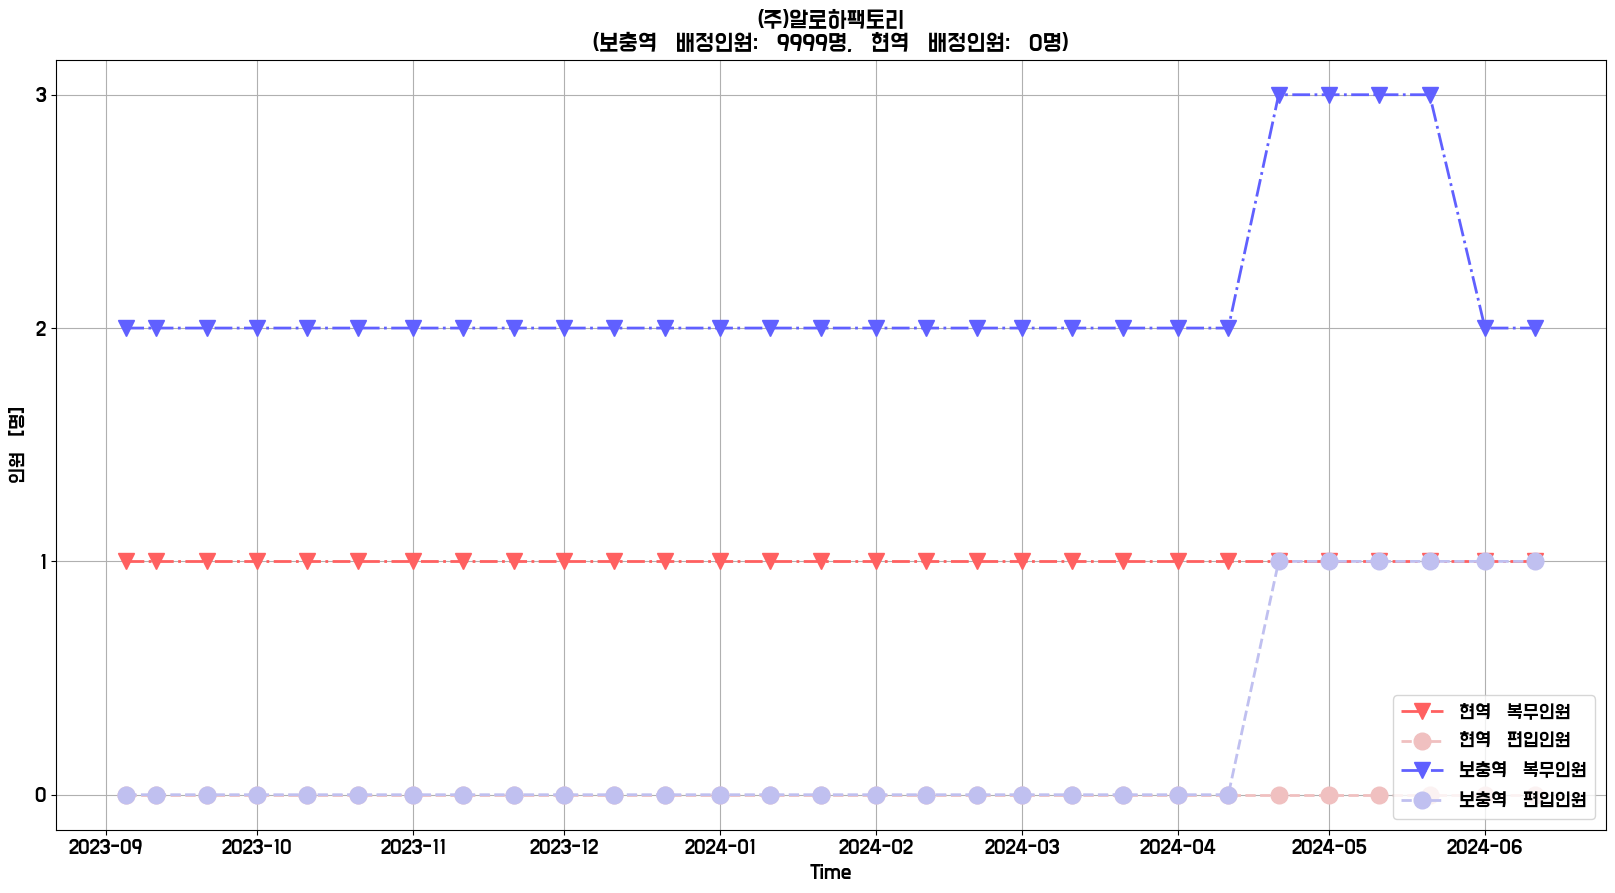 (주)알로하팩토리
(보충역 배정인원: 9999명, 현역 배정인원: 0명)
인원 [명]
3
2
1
0
현역 복무인원
현역 편입인원
보충역 복무인원
보충역 편입인원
2023-09 2023-10 2023-11 2023-12 2024-01 2024-02 2024-03 2024-04 2024-05 2024-06
Time